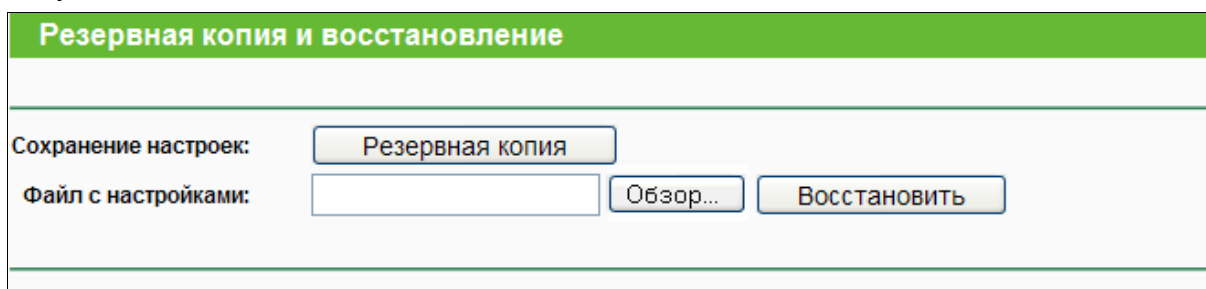 Резервная копия и восстановление
Сохранение настроек: Резервная копия
Файл с настройками: Обзор... Восстановить